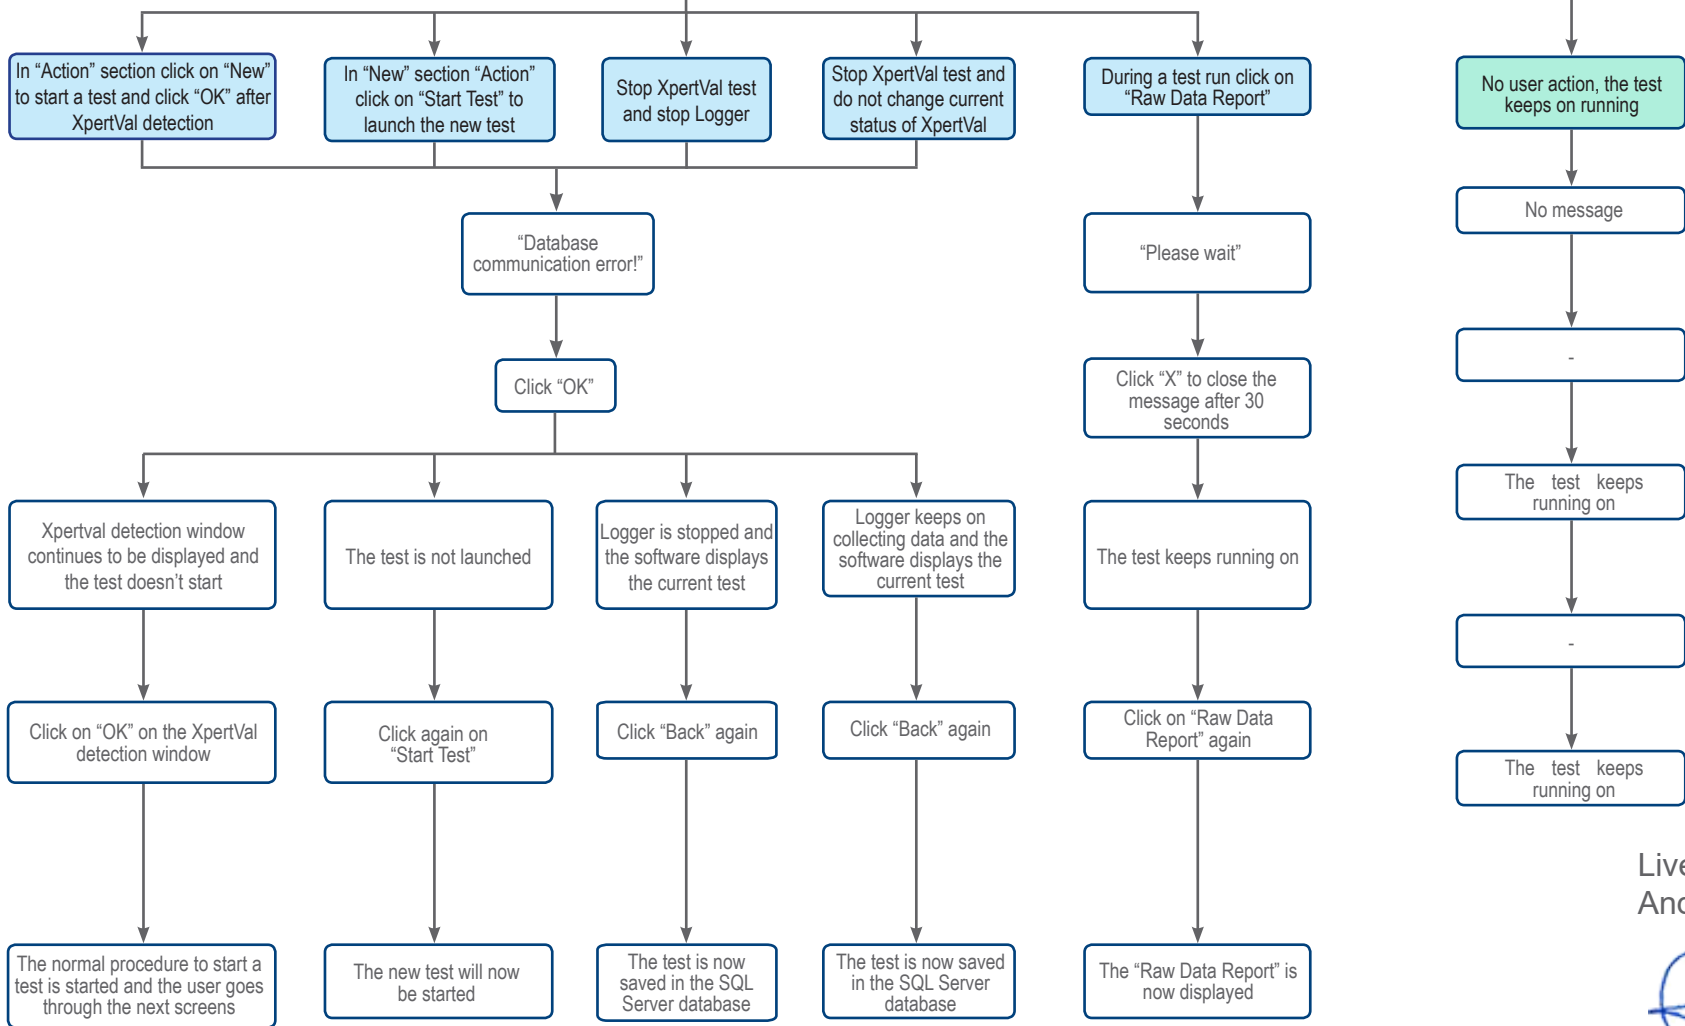 In “Action” section click on “New”
to start a test and click “OK” after
XpertVal detection
In “New” section “Action”
click on “Start Test” to
launch the new test
Stop XpertVal test
and stop Logger
Stop XpertVal test and
do not change current
status of XpertVal
During a test run click on
“Raw Data Report”
No user action, the test
keeps on running
“Database
communication error!”
“Please wait”
No message
Click “OK”
Click “X” to close the
message after 30
seconds
-
Xpertval detection window
continues to be displayed and
the test doesn’t start
The test is not launched
Logger is stopped and
the software displays
the current test
Logger keeps on
collecting data and the
software displays the
current test
The test keeps running on
The test keeps
running on
-
Click on “OK” on the XpertVal
detection window
Click again on
“Start Test”
Click “Back” again
Click “Back” again
Click on “Raw Data
Report” again
The test keeps
running on
The normal procedure to start a
test is started and the user goes
through the next screens
The new test will now
be started
The test is now
saved in the SQL
Server database
The test is now saved
in the SQL Server
database
The “Raw Data Report” is
now displayed